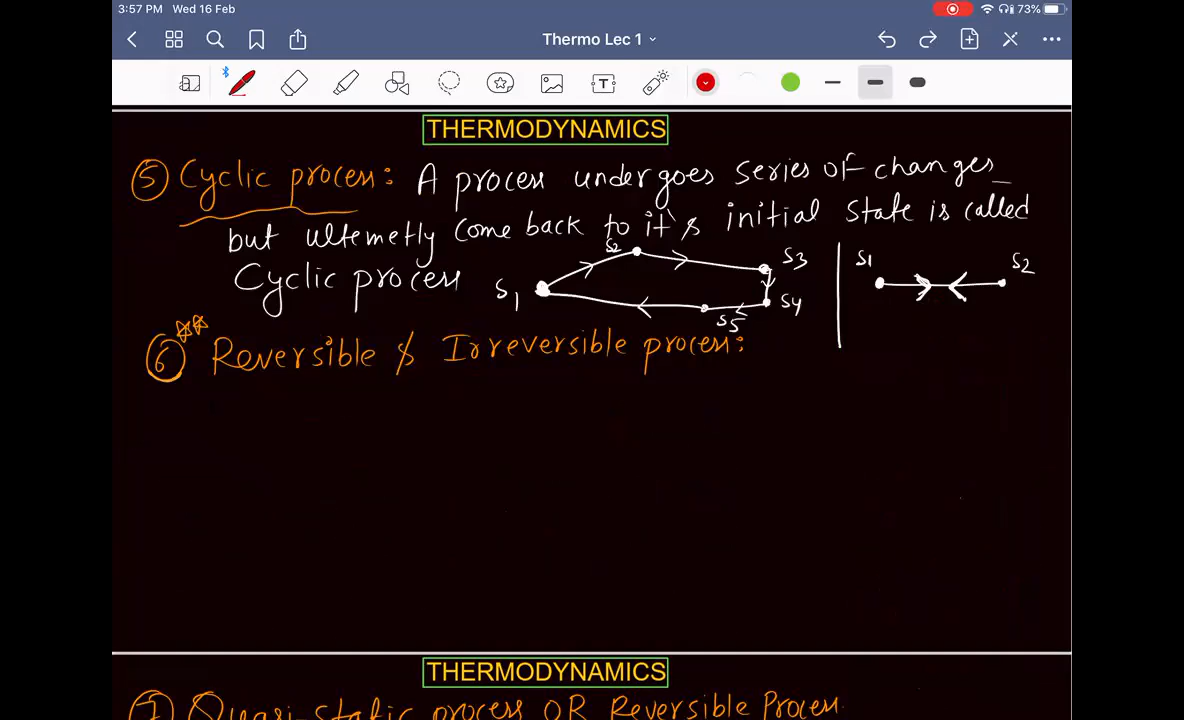 3:57 PM Wed 16 Feb
73%
Thermo Lec 1
T
THERMODYNAMICS
⑤ Cyclic process: A process undergoes series of changes
but ultemetly come back to it's initial state is called
Cyclic process
S1 S2 S3 S4 S5
S1 S2
⑥ Reversible & Irreversible process:
THERMODYNAMICS
⑦ Quasi-static process OR Reversible Process